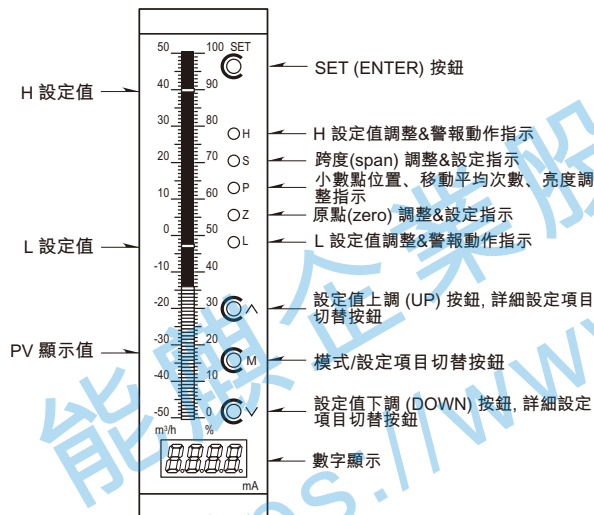 50 100 SET
40 90
30 80
20 70
10 60
0 50
-10 40
-20 30
-30 20
-40 10
-50 0
m³/h %
8.8.8.8.
mA
H
S
P
Z
L
M
H 設定值
L 設定值
PV 顯示值
SET (ENTER) 按鈕
H 設定值調整&警報動作指示
跨度(span) 調整&設定指示
小數點位置、移動平均次數、亮度調
整指示
原點(zero) 調整&設定指示
L 設定值調整&警報動作指示
設定值上調 (UP) 按鈕, 詳細設定項目
切替按鈕
模式/設定項目切替按鈕
設定值下調 (DOWN) 按鈕, 詳細設定
項目切替按鈕
數字顯示
能麒企業股
ps://www